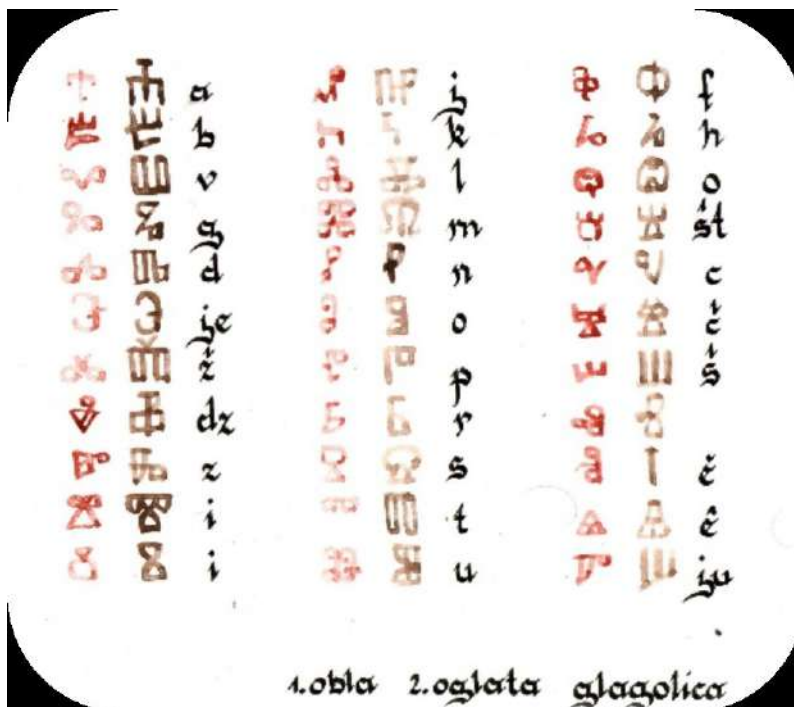 Ⰰ Ⰰ a Ⰼ Ⰼ j Ⱇ Ⱇ f
Ⰱ Ⰱ b Ⰽ Ⰽ k Ⱈ Ⱈ h
Ⰲ Ⰲ v Ⰾ Ⰾ l Ⱉ Ⱉ o
Ⰳ Ⰳ g Ⰿ Ⰿ m Ⱋ Ⱋ št
Ⰴ Ⰴ d Ⱀ Ⱀ n Ⱌ Ⱌ c
Ⰵ Ⰵ je Ⱁ Ⱁ o Ⱍ Ⱍ č
Ⰶ Ⰶ ž Ⱂ Ⱂ p Ⱎ Ⱎ š
Ⰷ Ⰷ dz Ⱃ Ⱃ r Ⱏ Ⱏ
Ⰸ Ⰸ z Ⱄ Ⱄ s Ⱐ Ⱐ ĕ
Ⰹ Ⰹ i Ⱅ Ⱅ t Ⱑ Ⱑ ê
Ⰻ Ⰻ i Ⱆ Ⱆ u Ⱓ Ⱓ ju
1.obla 2.oglata glagolica